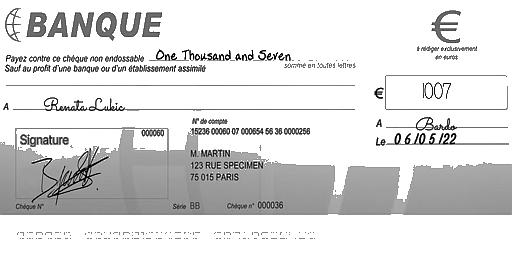 BANQUE
€
à rédiger exclusivement
en euros
Payez contre ce chèque non endossable One Thousand and Seven
Sauf au profit d'une banque ou d'un établissement assimilé
somme en toutes lettres
€ 1007
A Renata Lukic
A Bardo
Le 06/05/22
Signature
000060
N° de compte
15236 00060 07 000654 56 36 0000256
M. MARTIN
123 RUE SPECIMEN
75 015 PARIS
Chèque N°
Série BB
Chèque n° 000036